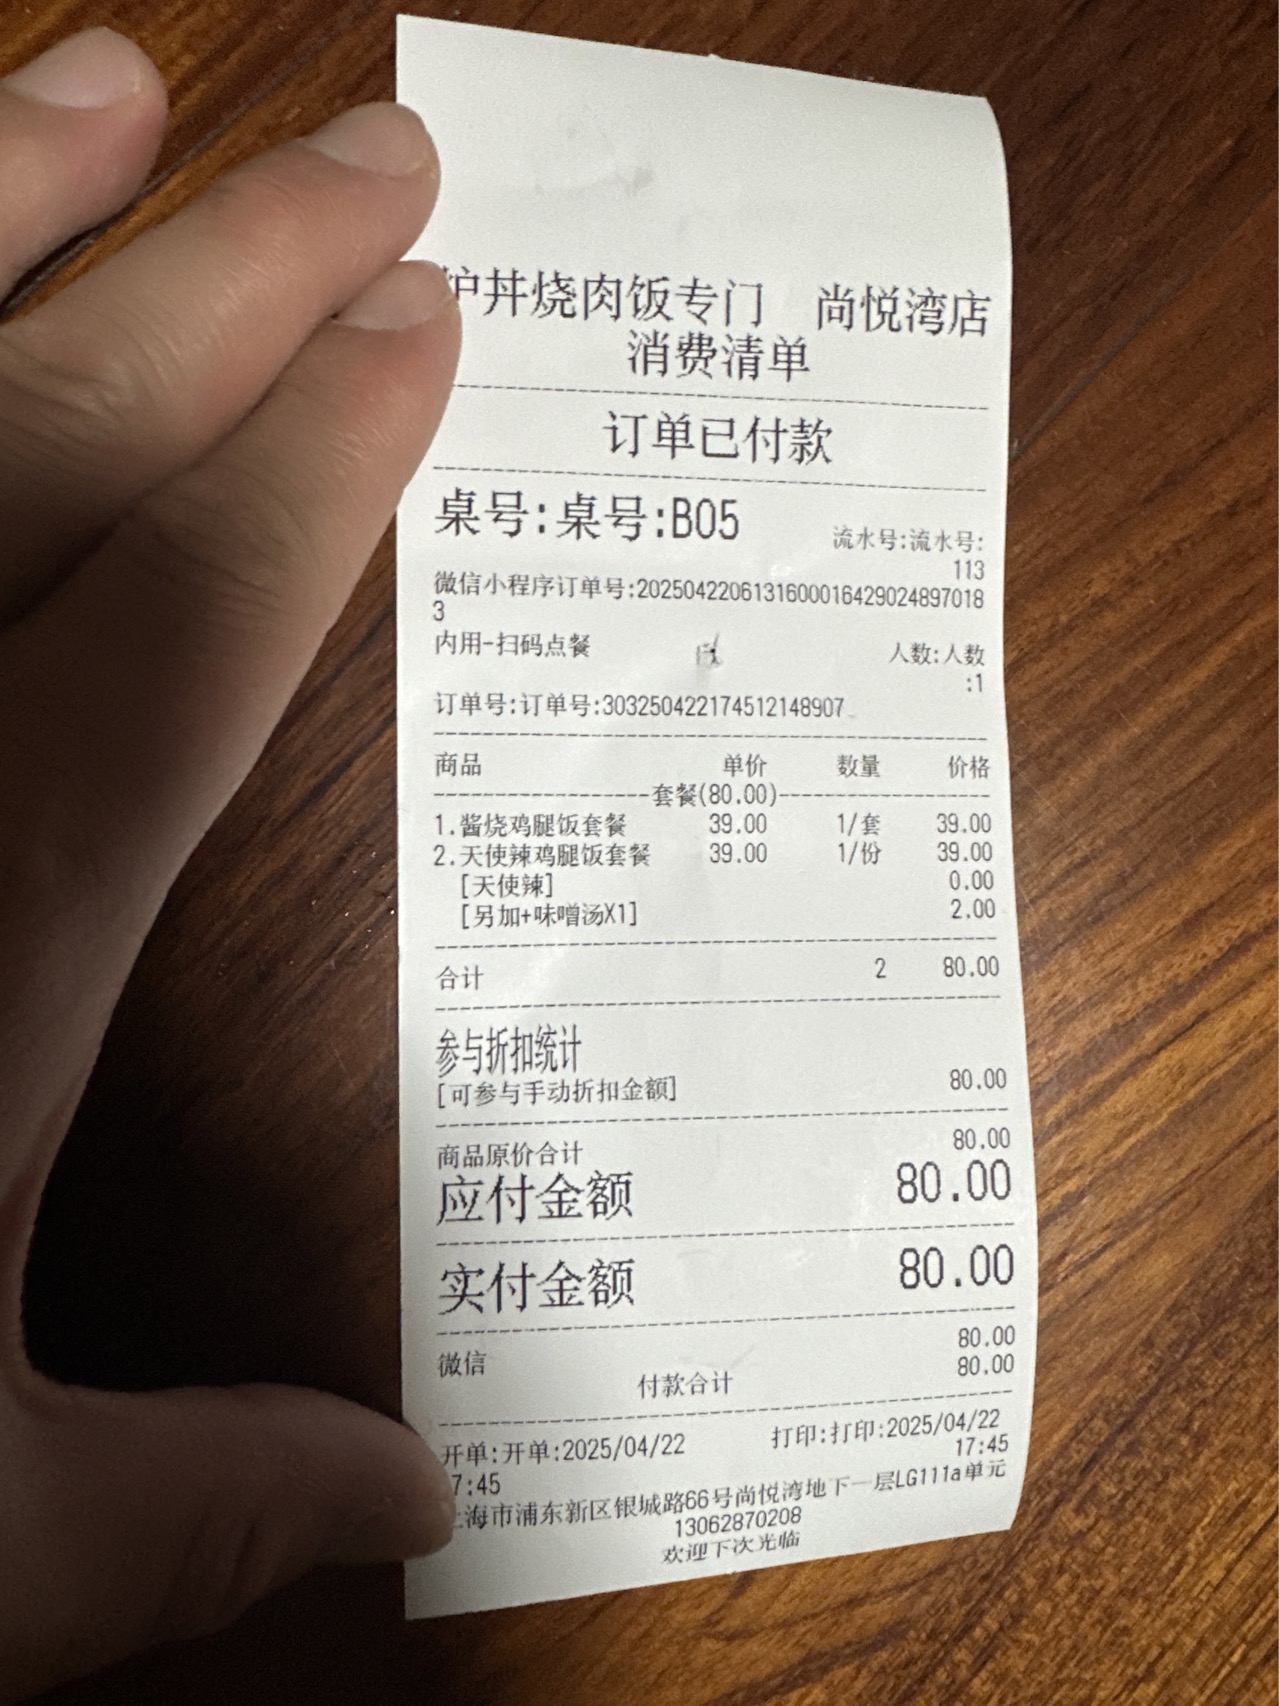 炉丼烧肉饭专门 尚悦湾店
消费清单
订单已付款
桌号:桌号:B05
流水号:流水号:
113
微信小程序订单号:2025042206131600016429024897018
3
内用-扫码点餐 人数:人数
:1
订单号:订单号:303250422174512148907
商品 单价 数量 价格
套餐(80.00)
1.酱烧鸡腿饭套餐 39.00 1/套 39.00
2.天使辣鸡腿饭套餐 39.00 1/份 39.00
[天使辣] 0.00
[另加+味噌汤X1] 2.00
合计 2 80.00
参与折扣统计
[可参与手动折扣金额] 80.00
商品原价合计 80.00
应付金额 80.00
实付金额 80.00
微信 80.00
付款合计 80.00
开单:开单:2025/04/22 打印:打印:2025/04/22
7:45 17:45
海市浦东新区银城路66号尚悦湾地下一层LG111a单元
13062870208
欢迎下次光临